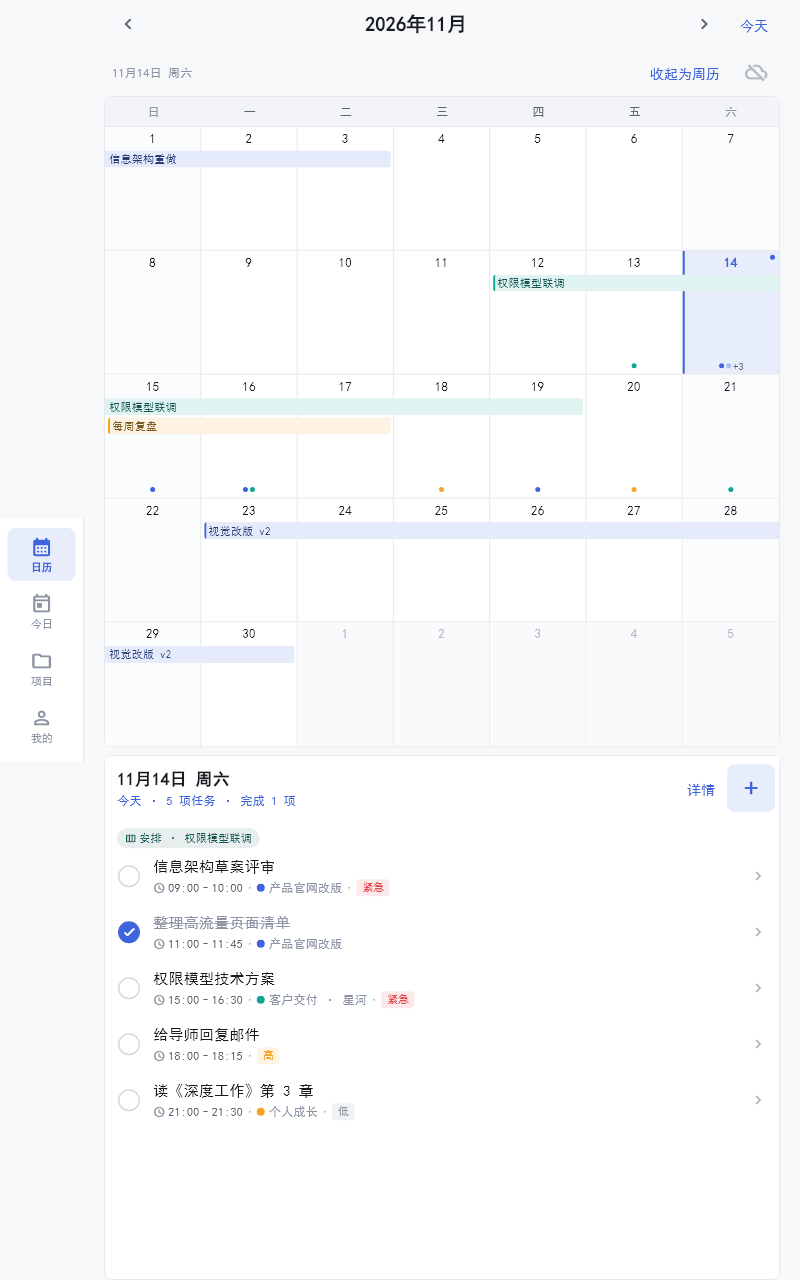 2026年11月
今天
11月14日 周六
收起为周历
日 一 二 三 四 五 六
1 2 3 4 5 6 7
信息架构重做
8 9 10 11 12 13 14
权限模型联调
+3
15 16 17 18 19 20 21
权限模型联调
每周复盘
22 23 24 25 26 27 28
视觉改版 v2
29 30 1 2 3 4 5
视觉改版 v2
日历
今日
项目
我的
11月14日 周六
今天 · 5 项任务 · 完成 1 项
详情
+
安排 · 权限模型联调
信息架构草案评审
09:00 – 10:00 · 产品官网改版 · 紧急
整理高流量页面清单
11:00 – 11:45 · 产品官网改版
权限模型技术方案
15:00 – 16:30 · 客户交付 · 星河 · 紧急
给导师回复邮件
18:00 – 18:15 · 高
读《深度工作》第 3 章
21:00 – 21:30 · 个人成长 · 低